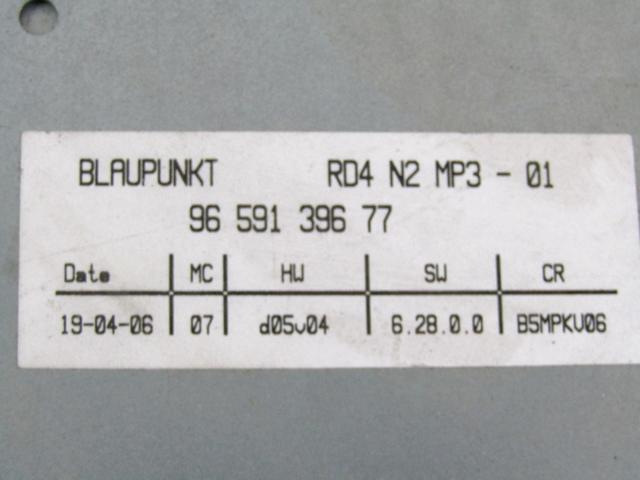 BLAUPUNKT RD4 N2 MP3 - 01
96 591 396 77
Date MC HW SW CR
19-04-06 07 d05v04 6.28.0.0 B5MPKV06